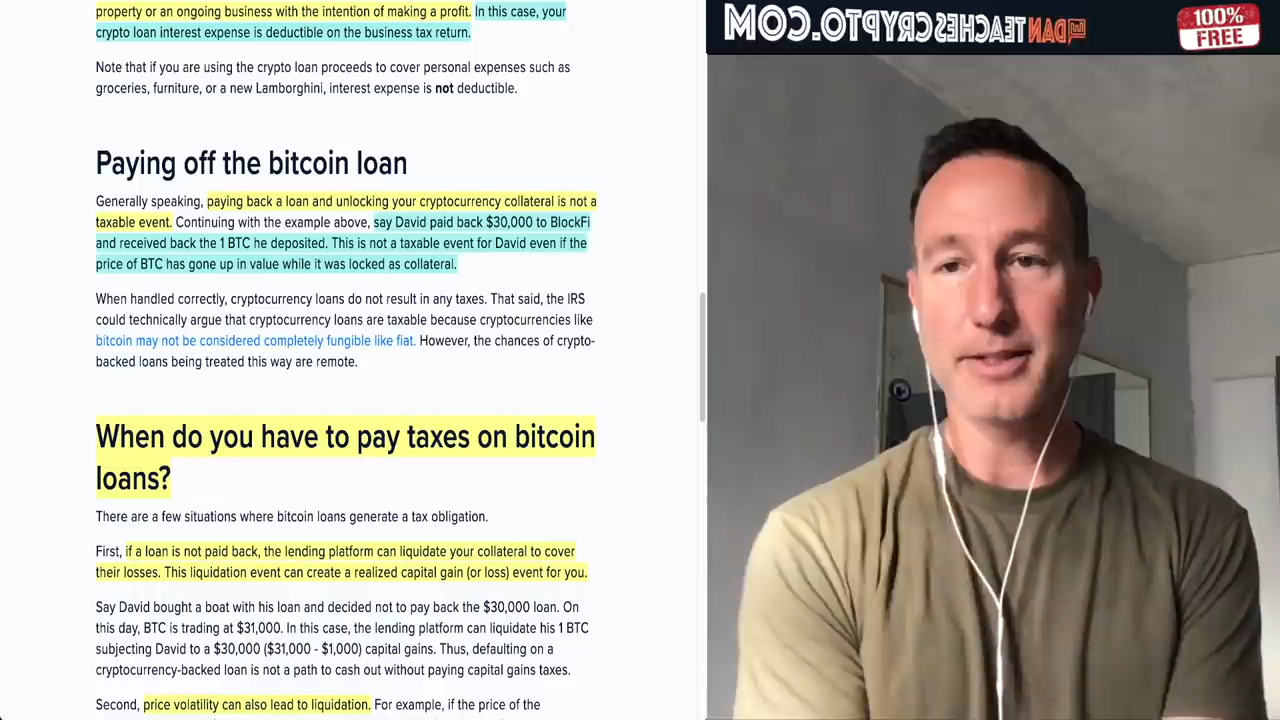 property or an ongoing business with the intention of making a profit. In this case, your
crypto loan interest expense is deductible on the business tax return.
Note that if you are using the crypto loan proceeds to cover personal expenses such as
groceries, furniture, or a new Lamborghini, interest expense is not deductible.
Paying off the bitcoin loan
Generally speaking, paying back a loan and unlocking your cryptocurrency collateral is not a
taxable event. Continuing with the example above, say David paid back $30,000 to BlockFi
and received back the 1 BTC he deposited. This is not a taxable event for David even if the
price of BTC has gone up in value while it was locked as collateral.
When handled correctly, cryptocurrency loans do not result in any taxes. That said, the IRS
could technically argue that cryptocurrency loans are taxable because cryptocurrencies like
bitcoin may not be considered completely fungible like fiat. However, the chances of crypto-
backed loans being treated this way are remote.
When do you have to pay taxes on bitcoin
loans?
There are a few situations where bitcoin loans generate a tax obligation.
First, if a loan is not paid back, the lending platform can liquidate your collateral to cover
their losses. This liquidation event can create a realized capital gain (or loss) event for you.
Say David bought a boat with his loan and decided not to pay back the $30,000 loan. On
this day, BTC is trading at $31,000. In this case, the lending platform can liquidate his 1 BTC
subjecting David to a $30,000 ($31,000 - $1,000) capital gains. Thus, defaulting on a
cryptocurrency-backed loan is not a path to cash out without paying capital gains taxes.
Second, price volatility can also lead to liquidation. For example, if the price of the
DANTEACHESCRYPTO.COM
100%
FREE